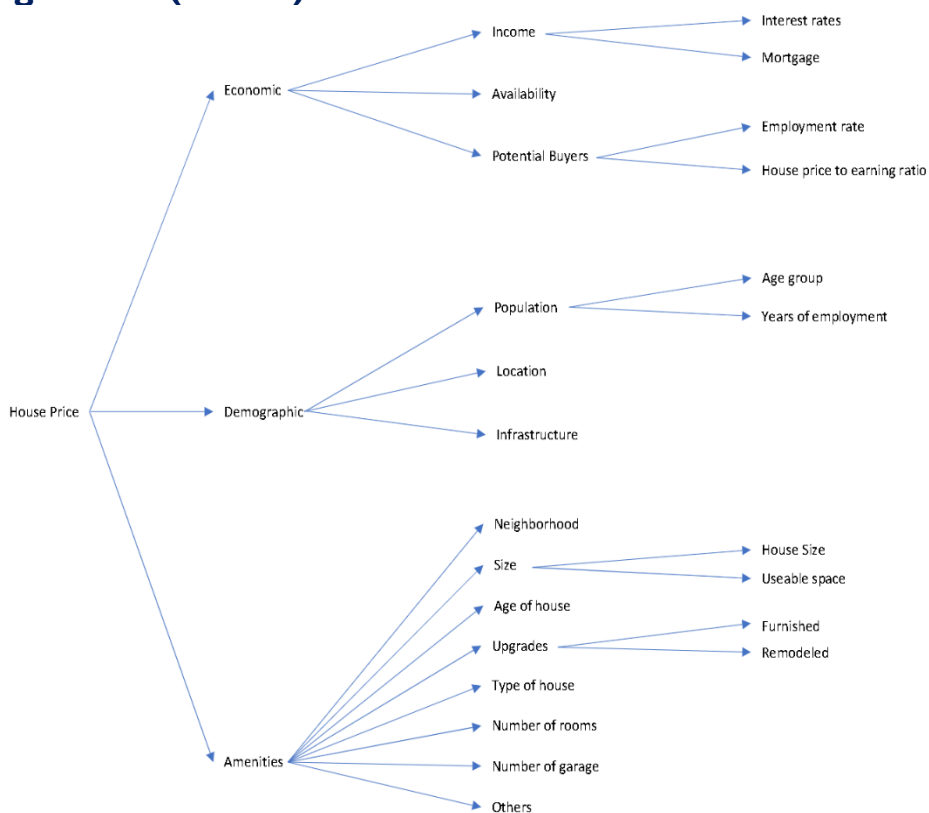 Income
Interest rates
Mortgage
Economic
Availability
Potential Buyers
Employment rate
House price to earning ratio
Population
Age group
Years of employment
Location
House Price
Demographic
Infrastructure
Neighborhood
Size
House Size
Useable space
Age of house
Upgrades
Furnished
Remodeled
Type of house
Number of rooms
Amenities
Number of garage
Others